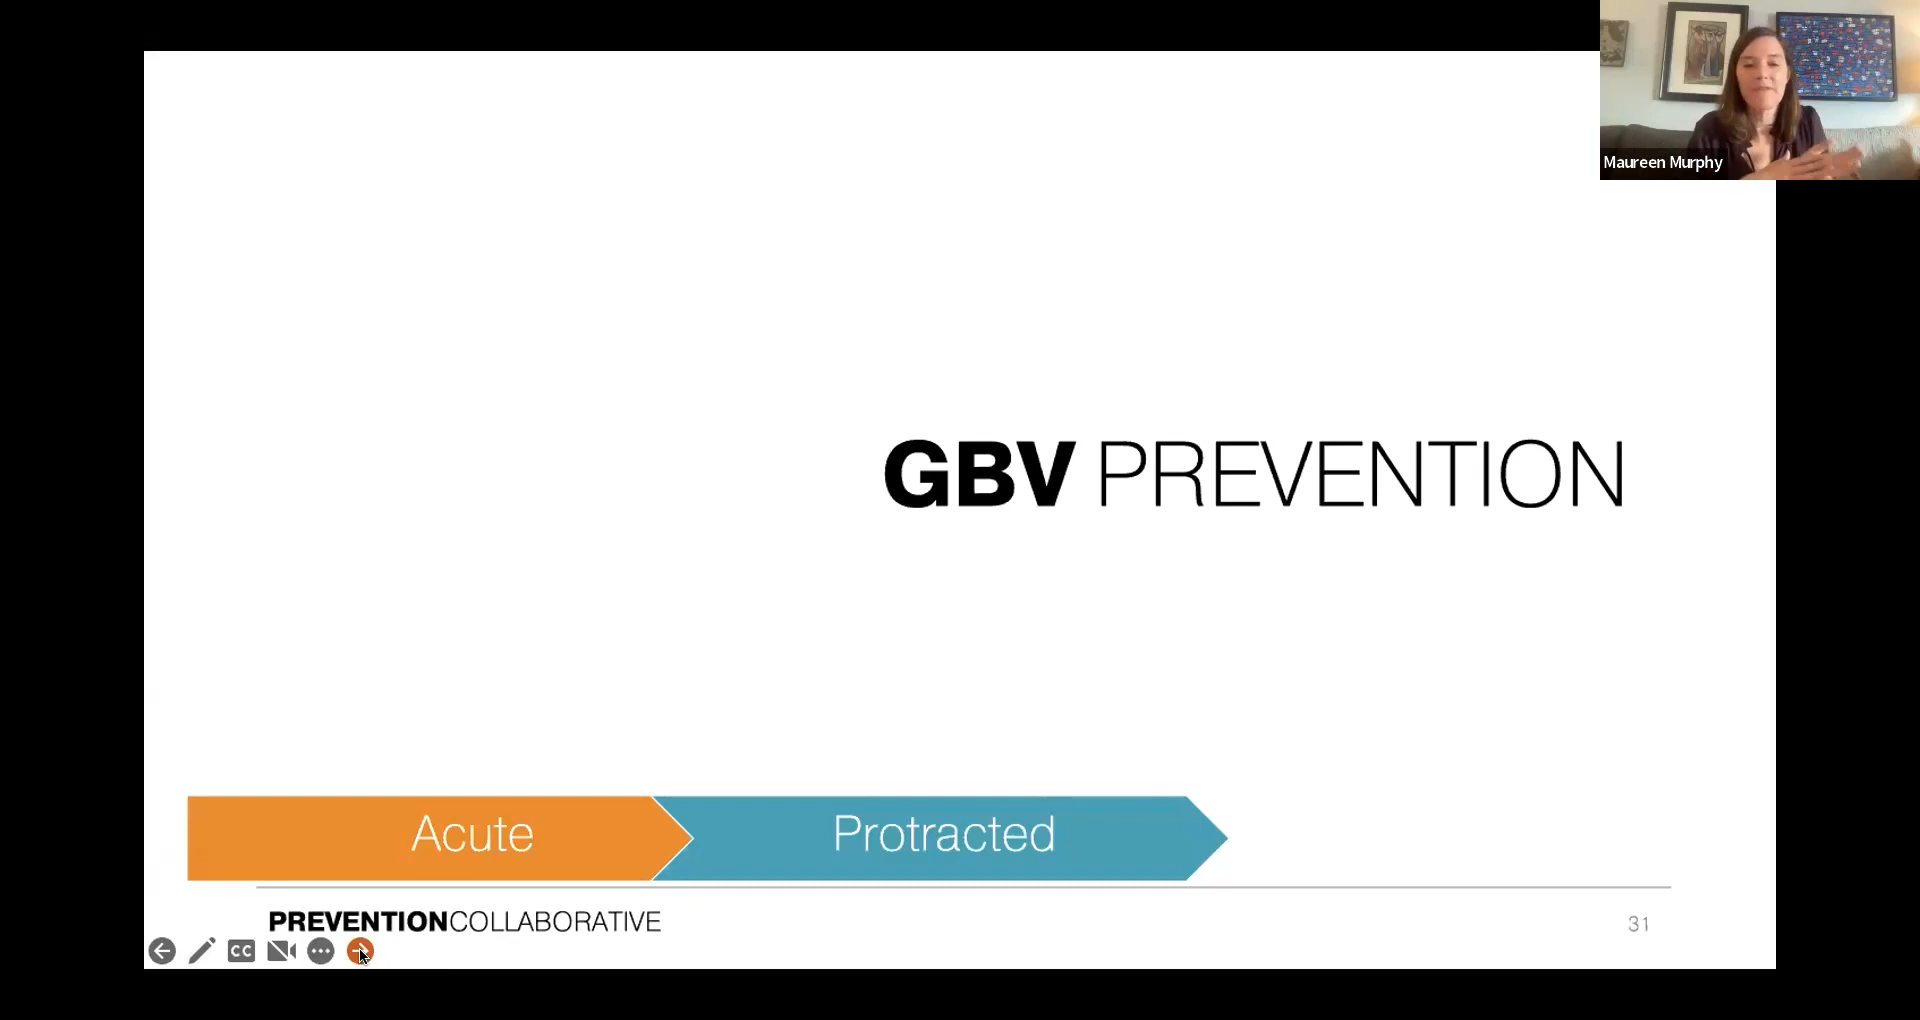 Maureen Murphy
GBV PREVENTION
Acute
Protracted
PREVENTIONCOLLABORATIVE
31
CC